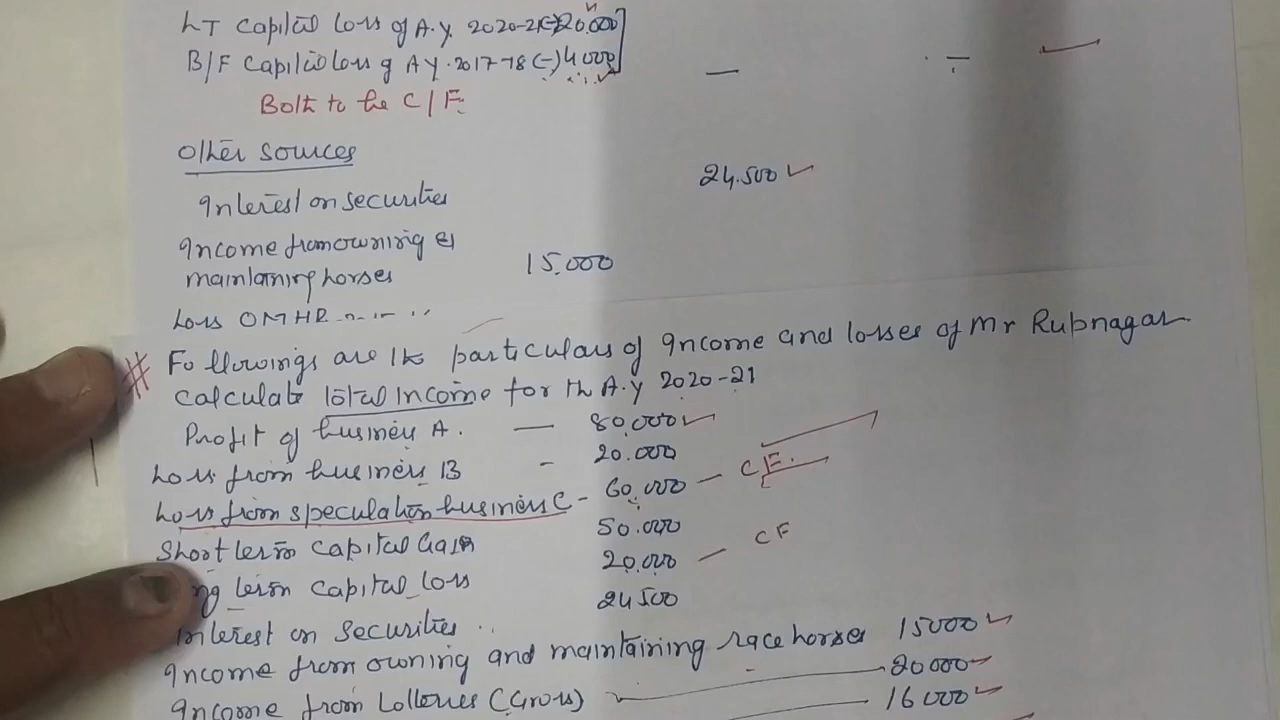 LT Capital Loss of A.Y 2020-21(-)20,000
B/F Capital Loss of AY. 2017-18 (-) 4000
Both to be C/F.
Other Sources
Interest on securities 24.500
Income from owning &
maintaining horses 15.000
Loss OMHR
# Followings are the particulars of Income and losses of Mr Rupnagar
Calculate total income for the A.y 2020-21
Profit of business A. — 80,000
Loss from business B - 20.000
Loss from speculation business C - 60,000 — CF.
Short term capital Gain 50.000
ng term capital loss 20,000 — CF
Interest on securities .. 24500
Income from owning and maintaining race horses 15000
Income from Lotteries (Gross) — 20000
16000